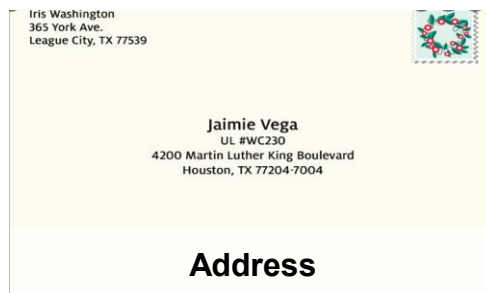 Iris Washington
365 York Ave.
League City, TX 77539
Jaimie Vega
UL #WC230
4200 Martin Luther King Boulevard
Houston, TX 77204-7004
Address